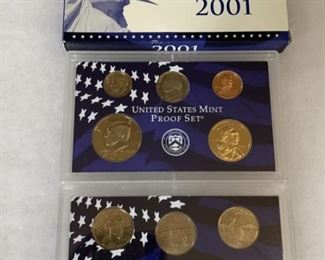 2001
2001
UNITED STATES MINT
PROOF SET